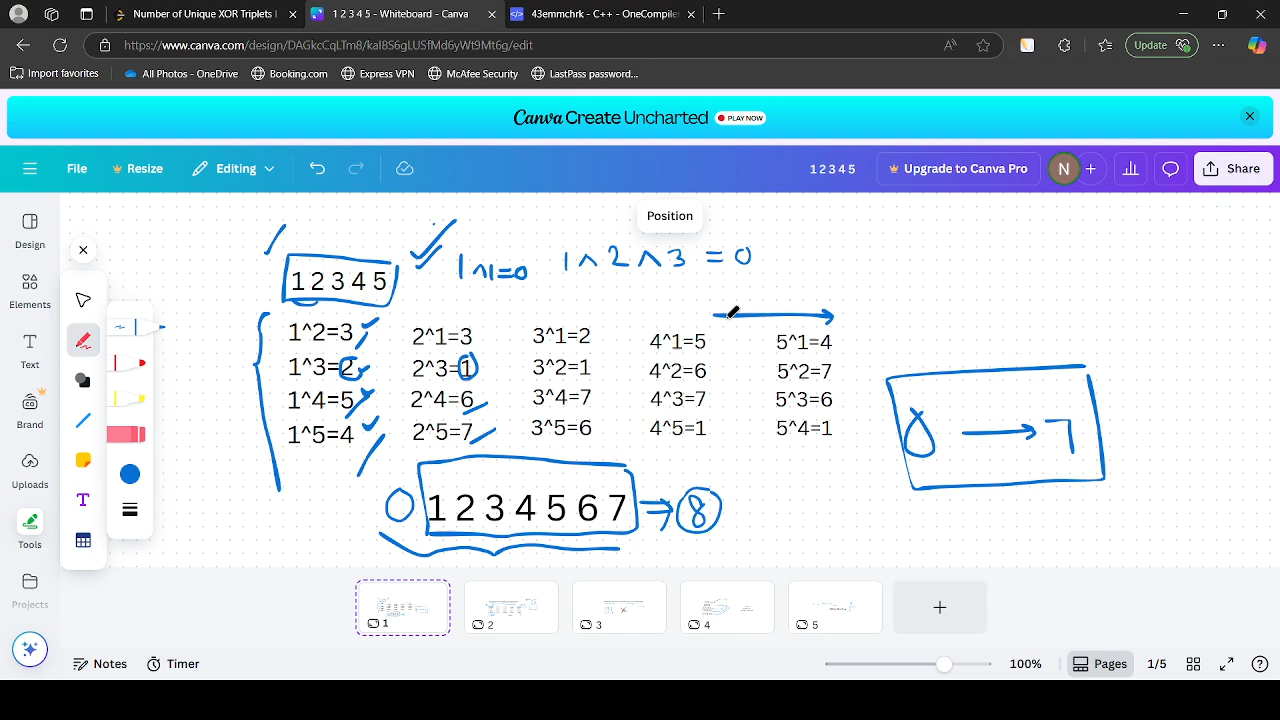 Number of Unique XOR Triplets I
1 2 3 4 5 - Whiteboard - Canva
43emmchrk - C++ - OneCompiler
https://www.canva.com/design/DAGkcCqLTm8/kaI8S6gLUSfMd6yWt9Mt6g/edit
Update
Import favorites
All Photos - OneDrive
Booking.com
Express VPN
McAfee Security
LastPass password...
Canva Create Uncharted
PLAY NOW
File
Resize
Editing
1 2 3 4 5
N
Upgrade to Canva Pro
Share
Position
Design
Elements
Text
Brand
Uploads
Tools
Projects
1 2 3 4 5
1^1=0
1^2^3=0
1^2=3
1^3=2
1^4=5
1^5=4
2^1=3
2^3=1
2^4=6
2^5=7
3^1=2
3^2=1
3^4=7
3^5=6
4^1=5
4^2=6
4^3=7
4^5=1
5^1=4
5^2=7
5^3=6
5^4=1
0 → 7
0 1 2 3 4 5 6 7 ⇒ 8
1
2
3
4
5
Notes
Timer
100%
Pages
1/5